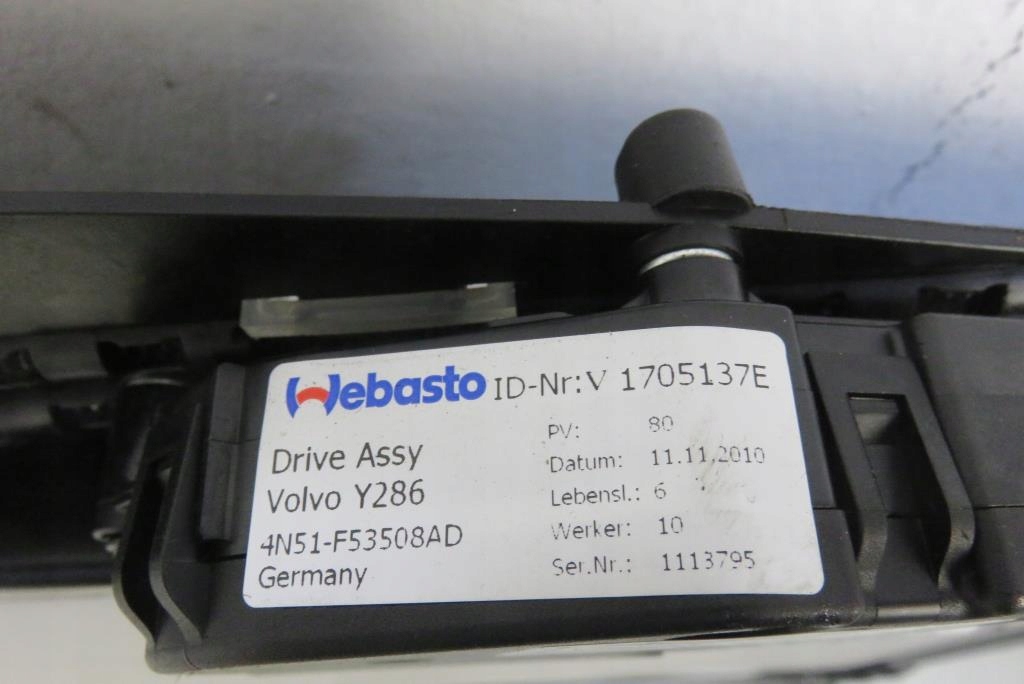 Webasto ID-Nr:V 1705137E
Drive Assy
Volvo Y286
4N51-F53508AD
Germany
PV: 80
Datum: 11.11.2010
Lebensl.: 6
Werker: 10
Ser.Nr.: 1113795